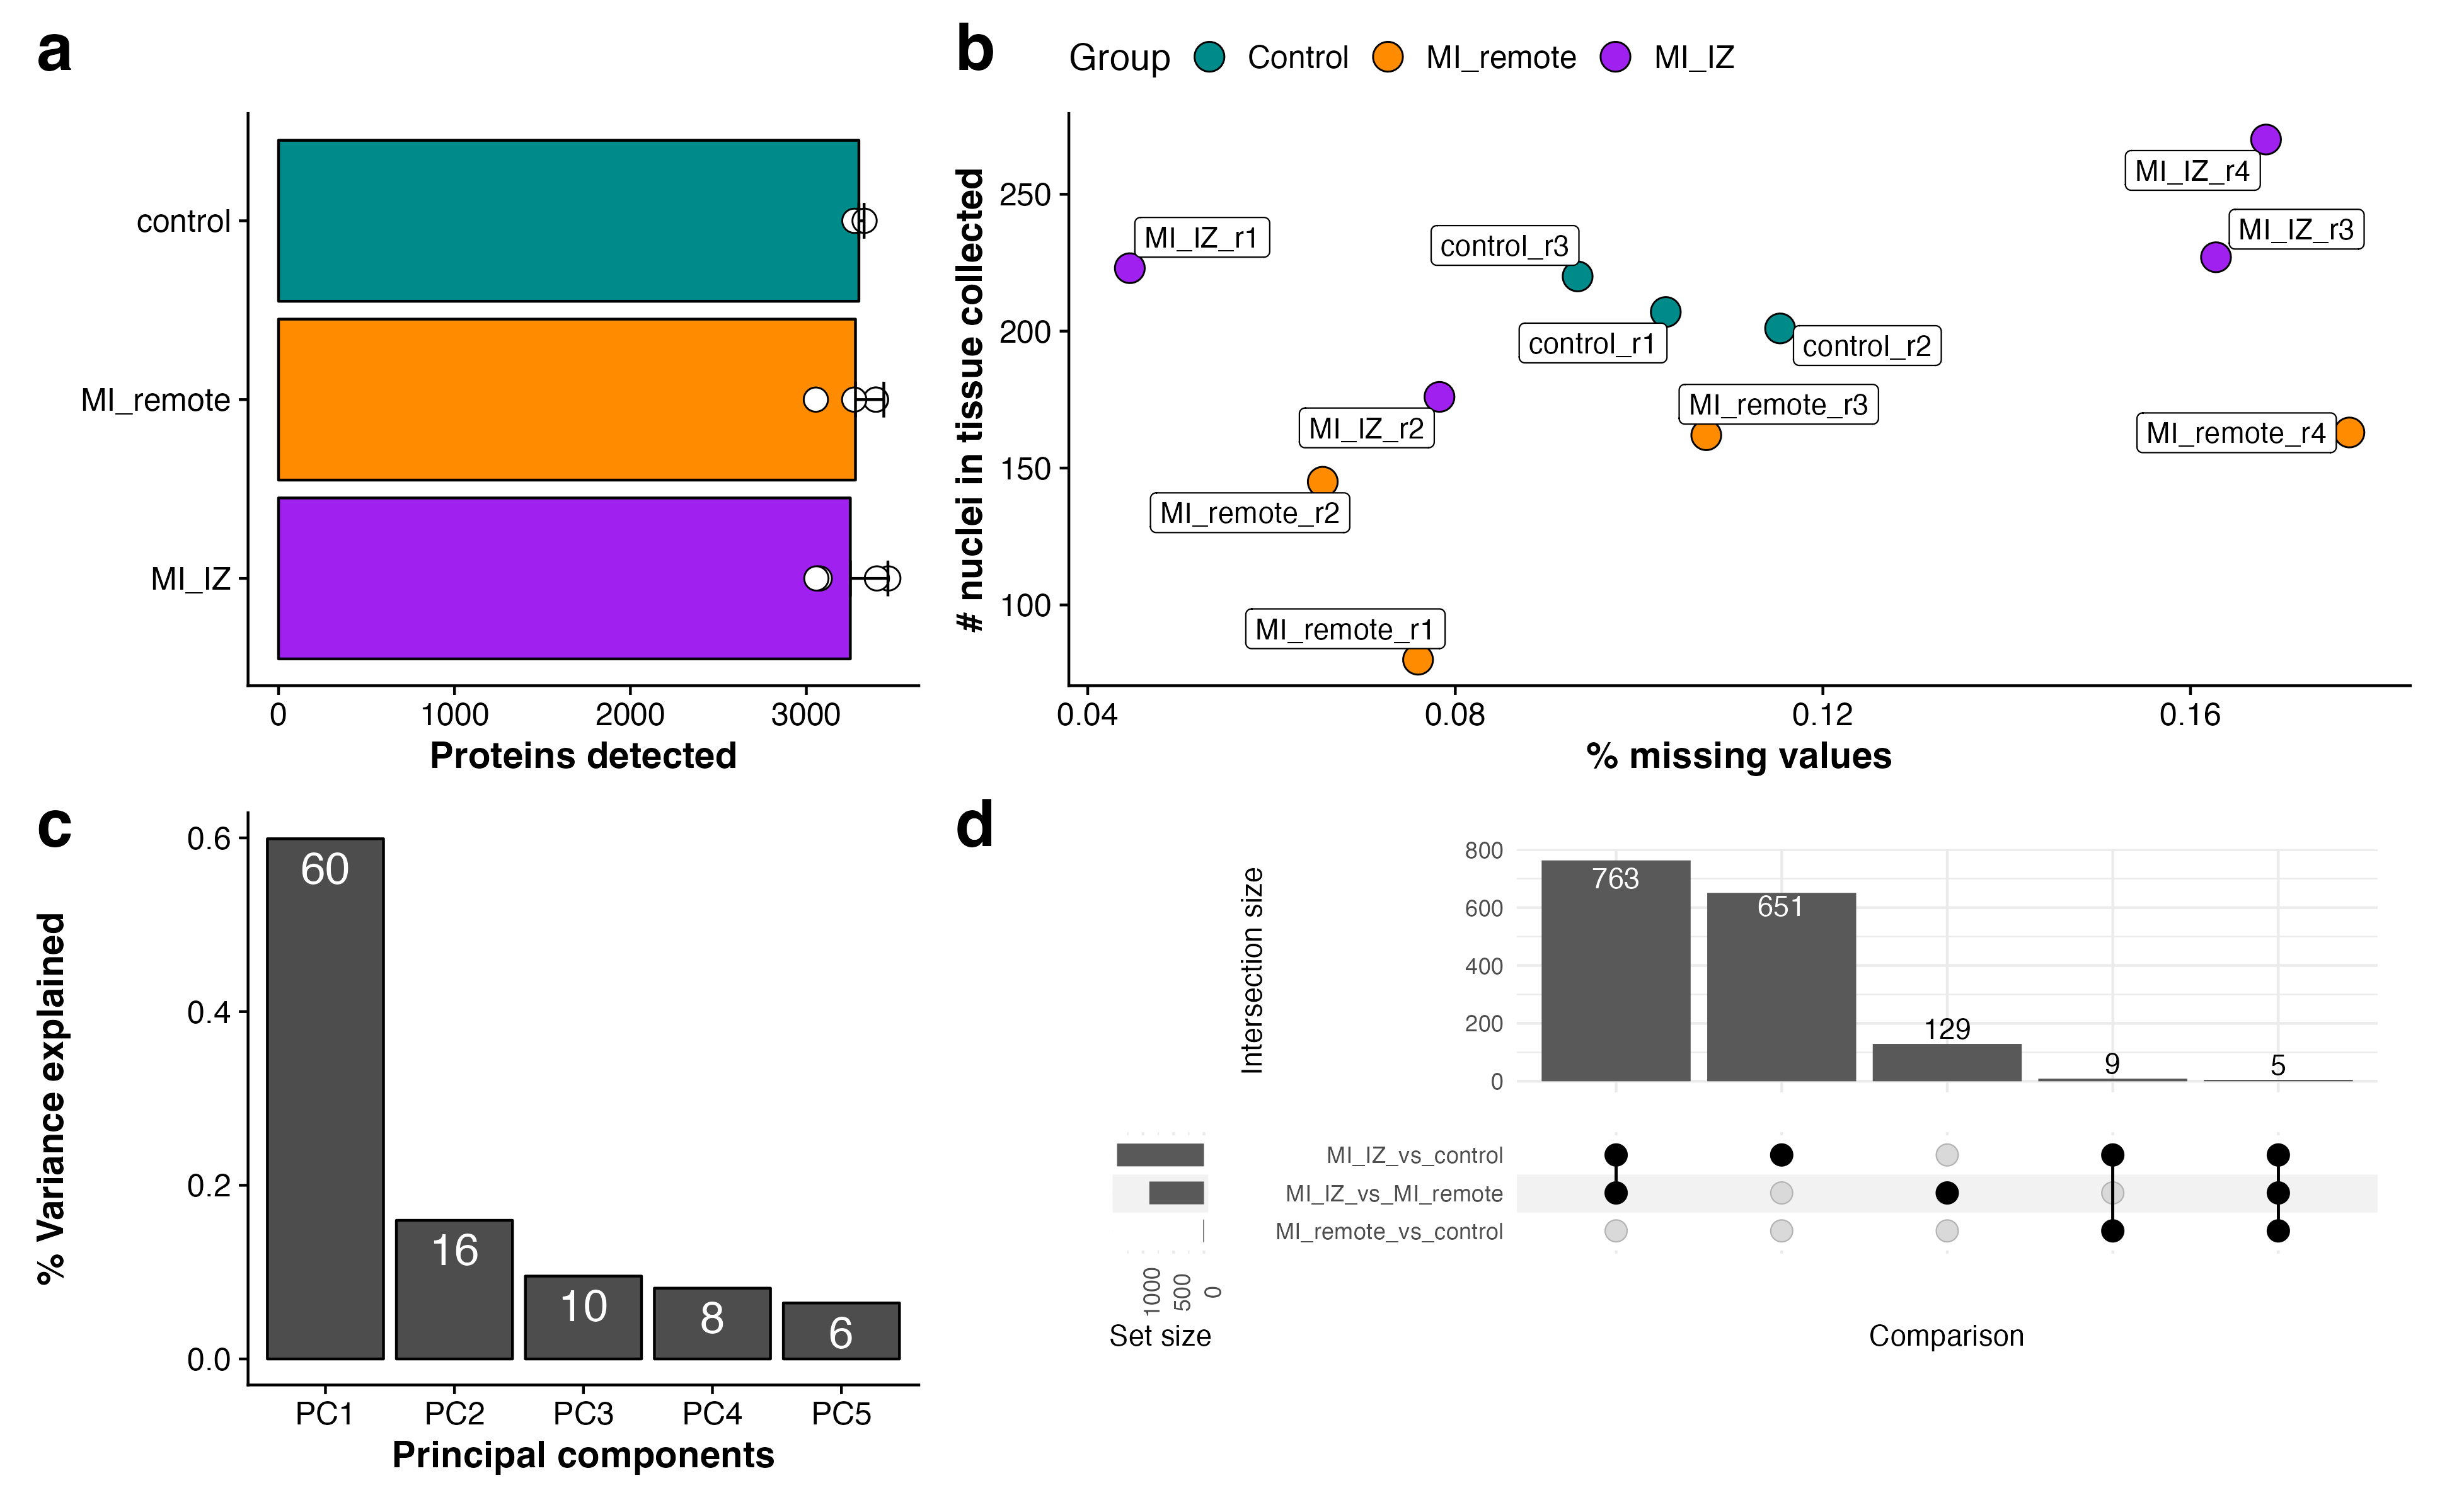 a
control
MI_remote
MI_IZ
0 1000 2000 3000
Proteins detected
b
Group Control MI_remote MI_IZ
# nuclei in tissue collected
250
200
150
100
MI_IZ_r4
MI_IZ_r3
MI_IZ_r1
control_r3
control_r1
control_r2
MI_remote_r3
MI_IZ_r2
MI_remote_r4
MI_remote_r2
MI_remote_r1
0.04 0.08 0.12 0.16
% missing values
c
% Variance explained
0.6
0.4
0.2
0.0
60
16
10
8
6
PC1 PC2 PC3 PC4 PC5
Principal components
d
Intersection size
800
600
400
200
0
763
651
129
9
5
MI_IZ_vs_control
MI_IZ_vs_MI_remote
MI_remote_vs_control
1000
500
0
Set size
Comparison